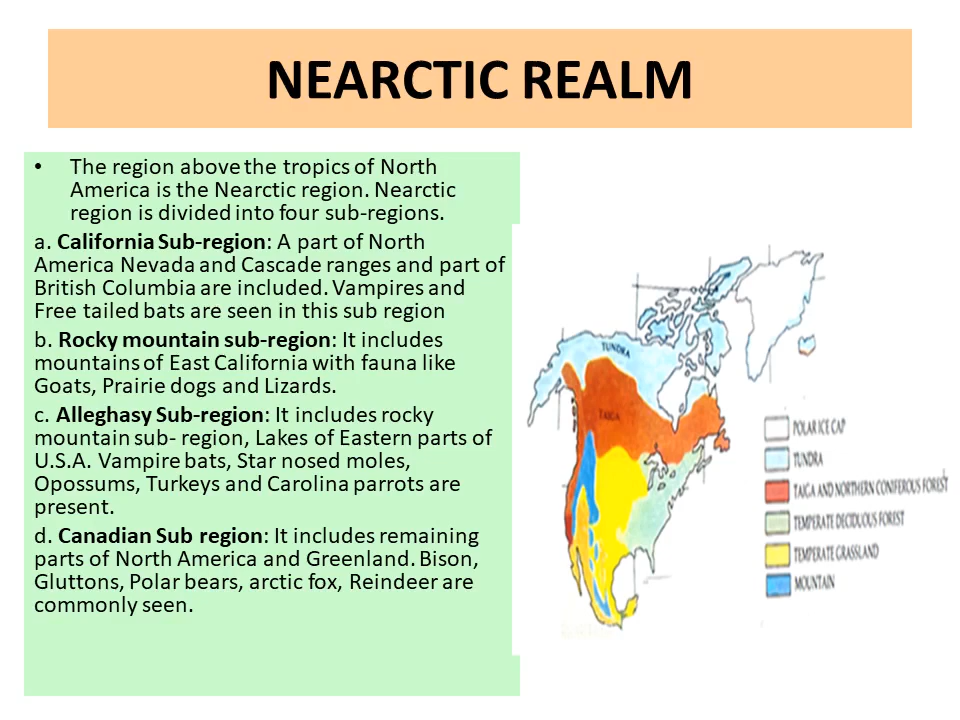 NEARCTIC REALM
• The region above the tropics of North
America is the Nearctic region. Nearctic
region is divided into four sub-regions.
a. California Sub-region: A part of North
America Nevada and Cascade ranges and part of
British Columbia are included. Vampires and
Free tailed bats are seen in this sub region
b. Rocky mountain sub-region: It includes
mountains of East California with fauna like
Goats, Prairie dogs and Lizards.
c. Alleghasy Sub-region: It includes rocky
mountain sub- region, Lakes of Eastern parts of
U.S.A. Vampire bats, Star nosed moles,
Opossums, Turkeys and Carolina parrots are
present.
d. Canadian Sub region: It includes remaining
parts of North America and Greenland. Bison,
Gluttons, Polar bears, arctic fox, Reindeer are
commonly seen.
TUNDRA
TAIGA
POLAR ICE CAP
TUNDRA
TAIGA AND NORTHERN CONIFEROUS FOREST
TEMPERATE DECIDUOUS FOREST
TEMPERATE GRASSLAND
MOUNTAIN